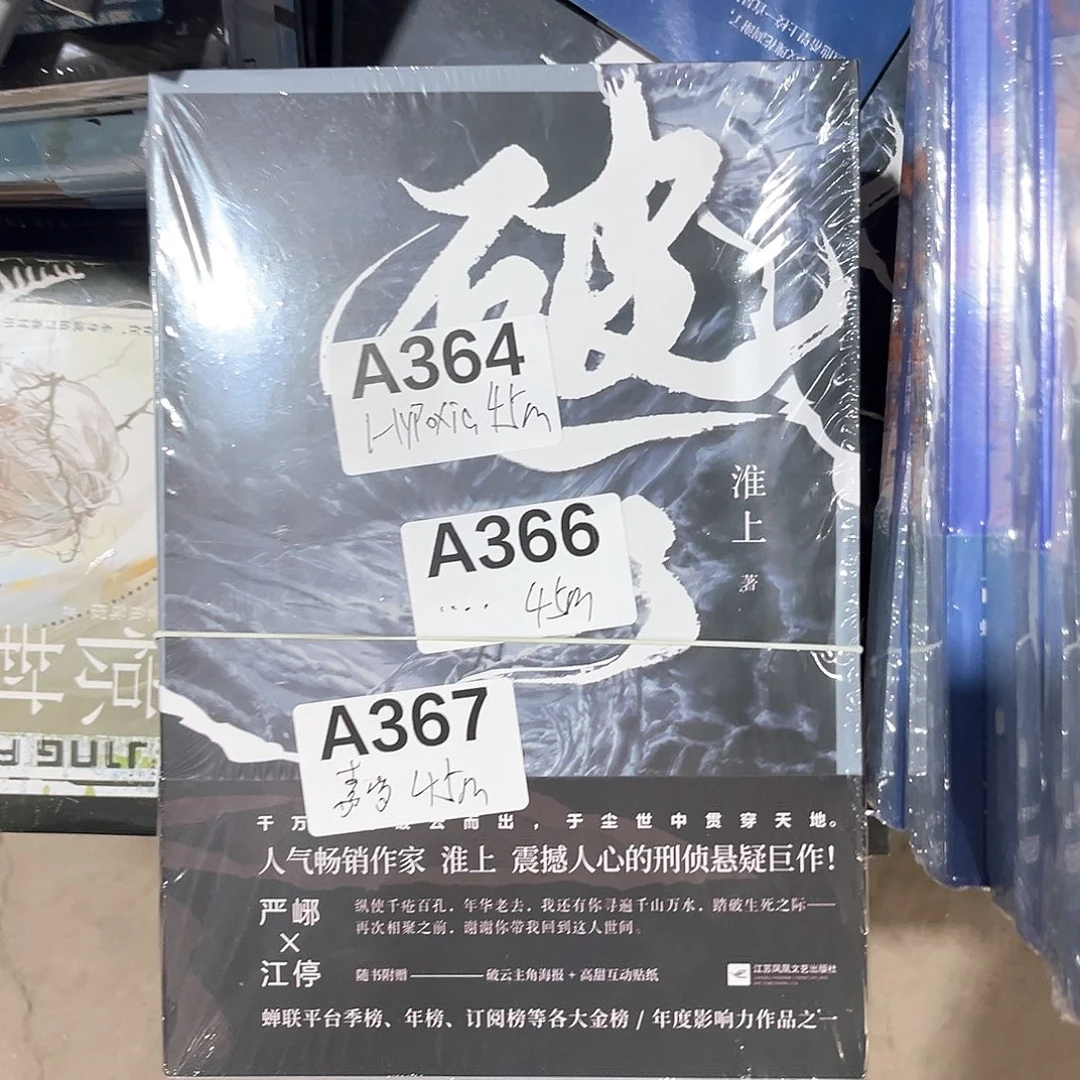 破
云
A364
Hypoxic 45m
淮上 著
A366
.... 45m
A367
45m
千万 而出，于尘世中贯穿天地。
人气畅销作家 淮上 震撼人心的刑侦悬疑巨作！
严峫
×
江停
纵使千疮百孔，年华老去，我还有你寻遍千山万水，踏破生死之际——
再次相聚之前，谢谢你带我回到这人世间。
随书附赠 ———— 破云主角海报 + 高甜互动贴纸
江苏凤凰文艺出版社
蝉联平台季榜、年榜、订阅榜等各大金榜 / 年度影响力作品之一
JING